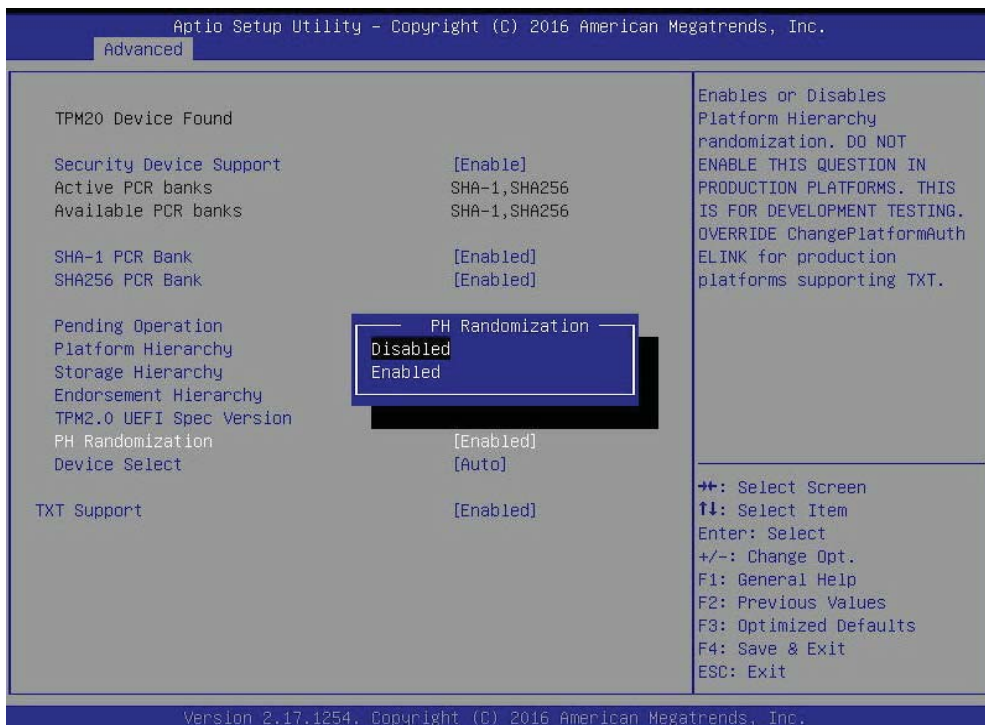 Aptio Setup Utility – Copyright (C) 2016 American Megatrends, Inc.
Advanced
TPM20 Device Found
Security Device Support [Enable]
Active PCR banks SHA-1,SHA256
Available PCR banks SHA-1,SHA256
SHA-1 PCR Bank [Enabled]
SHA256 PCR Bank [Enabled]
Pending Operation
Platform Hierarchy
Storage Hierarchy
Endorsement Hierarchy
TPM2.0 UEFI Spec Version
PH Randomization [Enabled]
Device Select [Auto]
TXT Support [Enabled]
PH Randomization
Disabled
Enabled
Enables or Disables
Platform Hierarchy
randomization. DO NOT
ENABLE THIS QUESTION IN
PRODUCTION PLATFORMS. THIS
IS FOR DEVELOPMENT TESTING.
OVERRIDE ChangePlatformAuth
ELINK for production
platforms supporting TXT.
→←: Select Screen
↑↓: Select Item
Enter: Select
+/-: Change Opt.
F1: General Help
F2: Previous Values
F3: Optimized Defaults
F4: Save & Exit
ESC: Exit
Version 2.17.1254. Copyright (C) 2016 American Megatrends, Inc.